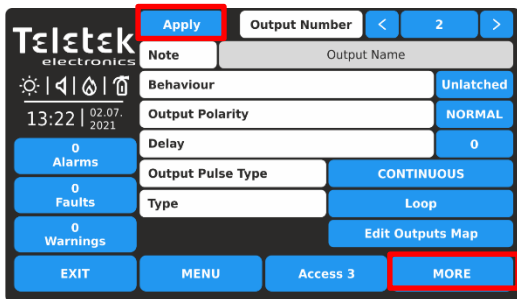 Teletek
electronics
13:22
02.07.
2021
0
Alarms
0
Faults
0
Warnings
Apply
Output Number < 2 >
Note Output Name
Behaviour Unlatched
Output Polarity NORMAL
Delay 0
Output Pulse Type CONTINUOUS
Type Loop
Edit Outputs Map
EXIT MENU Access 3 MORE